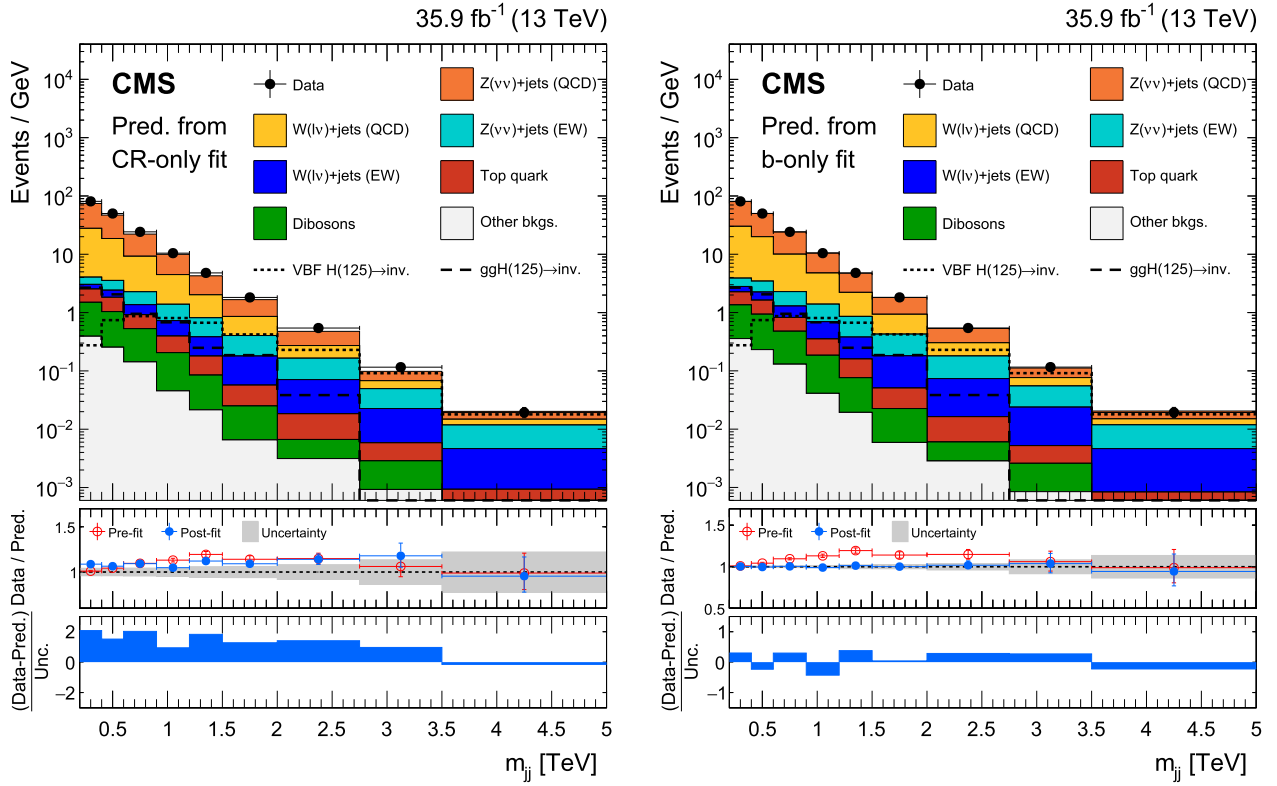 35.9 fb⁻¹ (13 TeV)
CMS
Pred. from
CR-only fit
Data
Z(νν)+jets (QCD)
W(lν)+jets (QCD)
Z(νν)+jets (EW)
W(lν)+jets (EW)
Top quark
Dibosons
Other bkgs.
VBF H(125)→inv.
ggH(125)→inv.
Events / GeV
10⁴
10³
10²
10
1
10⁻¹
10⁻²
10⁻³
Pre-fit
Post-fit
Uncertainty
Data / Pred.
1.5
1
(Data-Pred.)
Unc.
2
0
−2
0.5 1 1.5 2 2.5 3 3.5 4 4.5 5
m_jj [TeV]
35.9 fb⁻¹ (13 TeV)
CMS
Pred. from
b-only fit
Data
Z(νν)+jets (QCD)
W(lν)+jets (QCD)
Z(νν)+jets (EW)
W(lν)+jets (EW)
Top quark
Dibosons
Other bkgs.
VBF H(125)→inv.
ggH(125)→inv.
Events / GeV
10⁴
10³
10²
10
1
10⁻¹
10⁻²
10⁻³
Pre-fit
Post-fit
Uncertainty
Data / Pred.
1.5
1
0.5
(Data-Pred.)
Unc.
1
0
−1
0.5 1 1.5 2 2.5 3 3.5 4 4.5 5
m_jj [TeV]